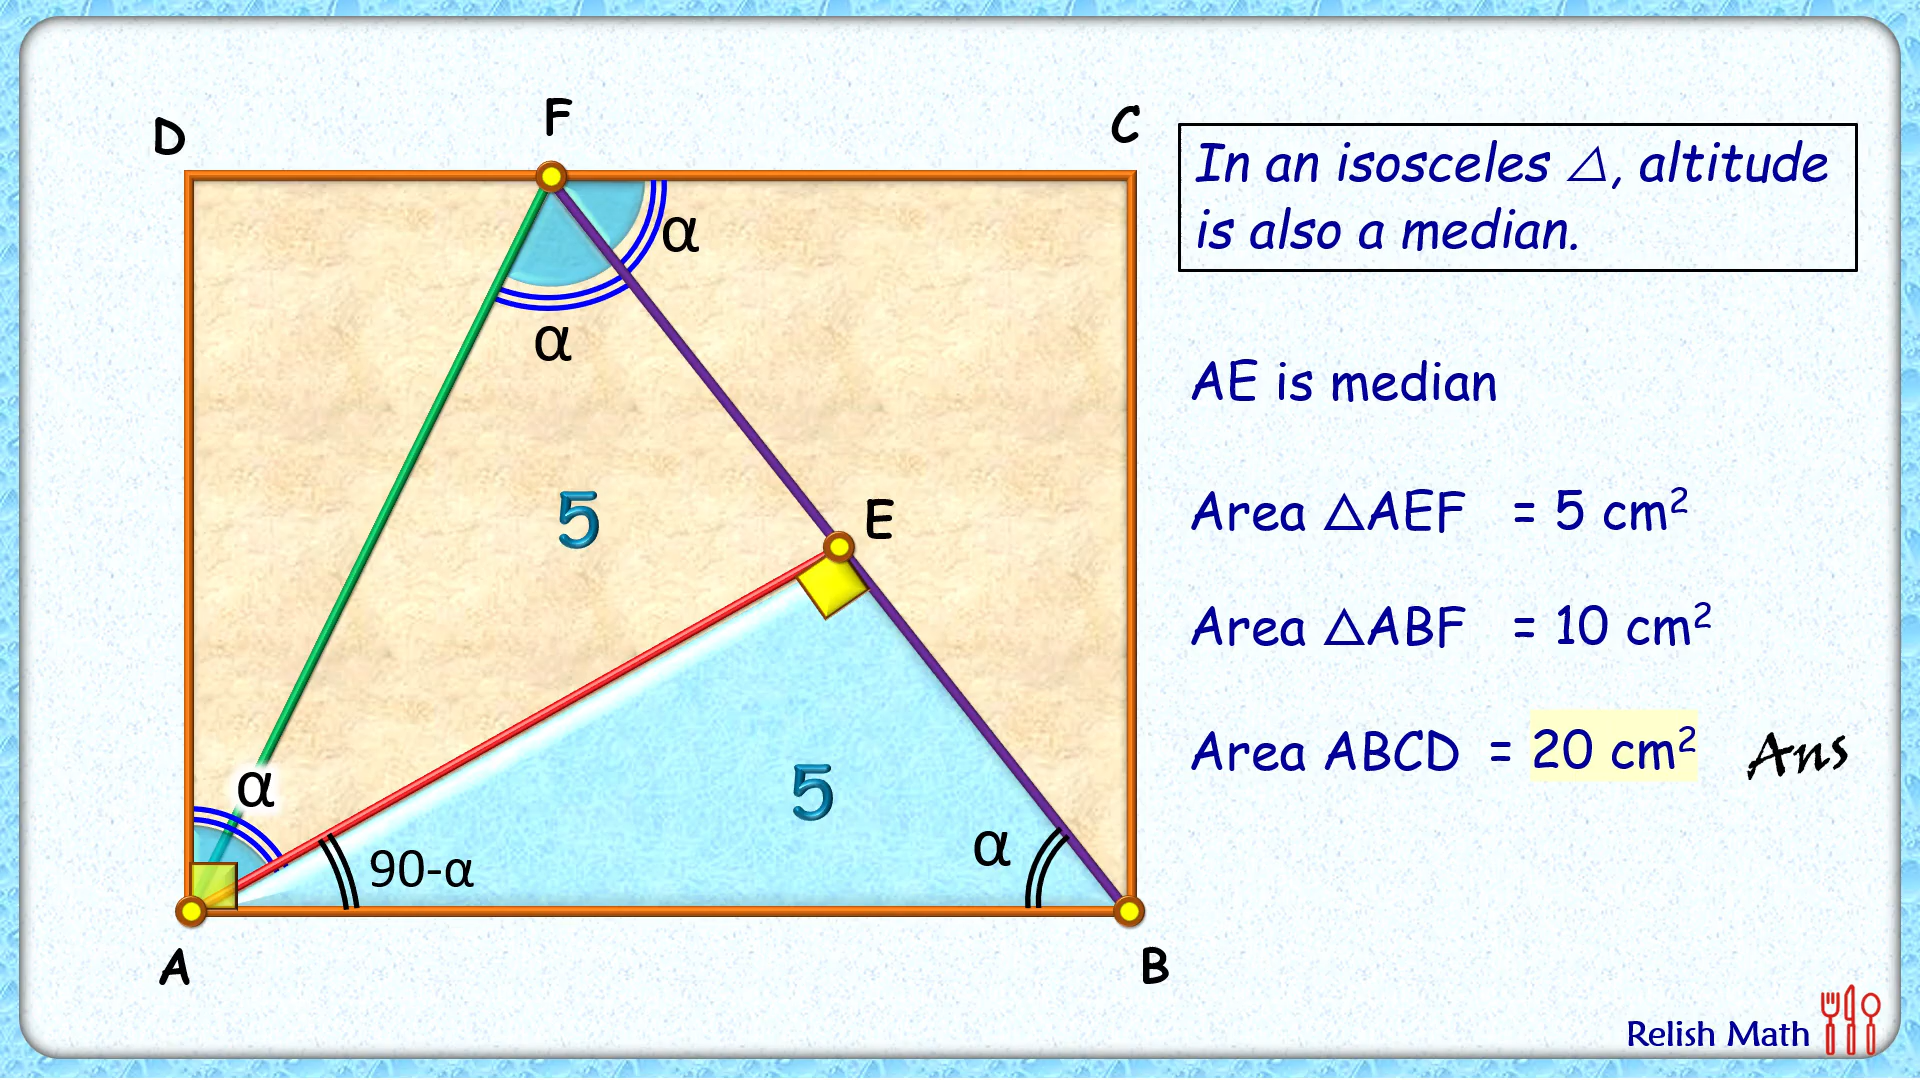 D
F
C
In an isosceles △, altitude
is also a median.
α
α
AE is median
5
E
Area △AEF = 5 cm²
Area △ABF = 10 cm²
Area ABCD = 20 cm² Ans
α
5
90-α
α
A
B
Relish Math